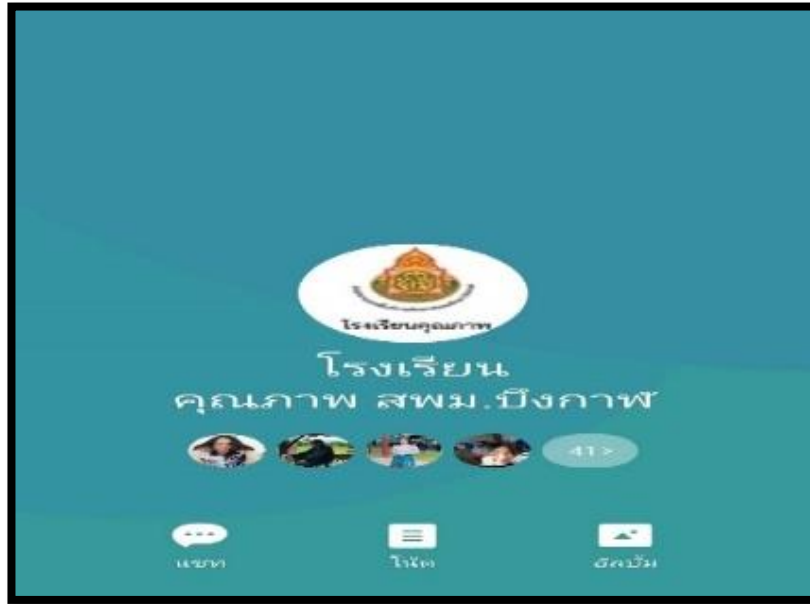 โรงเรียนคุณภาพ
โรงเรียน
คุณภาพ สพม.บึงกาฬ
41 >
แชท
โน้ต
อัลบั้ม